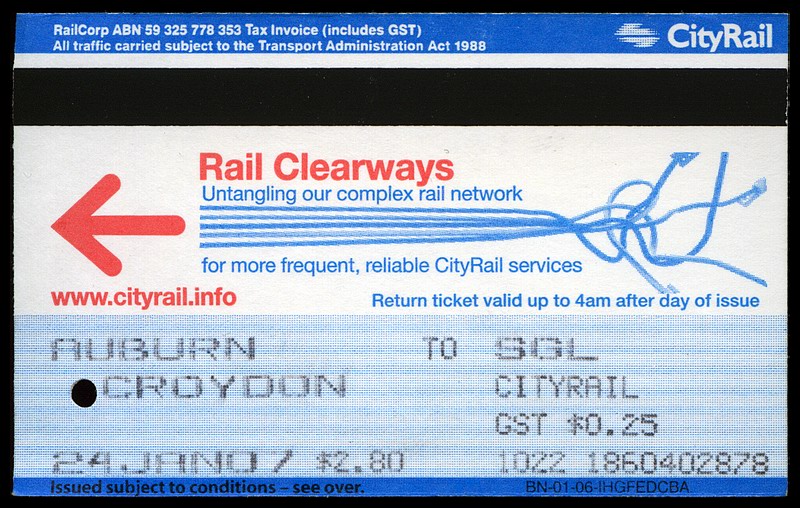 RailCorp ABN 59 325 778 353 Tax Invoice (includes GST)
All traffic carried subject to the Transport Administration Act 1988
CityRail
Rail Clearways
Untangling our complex rail network
for more frequent, reliable CityRail services
www.cityrail.info
Return ticket valid up to 4am after day of issue
AUBURN TO SGL
CROYDON CITYRAIL
GST $0.25
24JAN07 $2.80 1022 1860402878
Issued subject to conditions – see over. BN-01-06-IHGFEDCBA